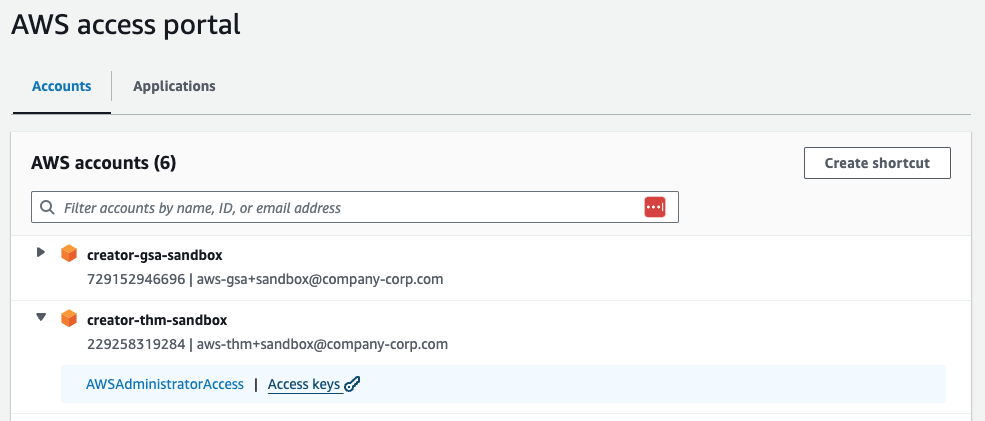 AWS access portal
Accounts
Applications
AWS accounts (6)
Create shortcut
Filter accounts by name, ID, or email address
creator-gsa-sandbox
729152946696 | aws-gsa+sandbox@company-corp.com
creator-thm-sandbox
229258319284 | aws-thm+sandbox@company-corp.com
AWSAdministratorAccess | Access keys